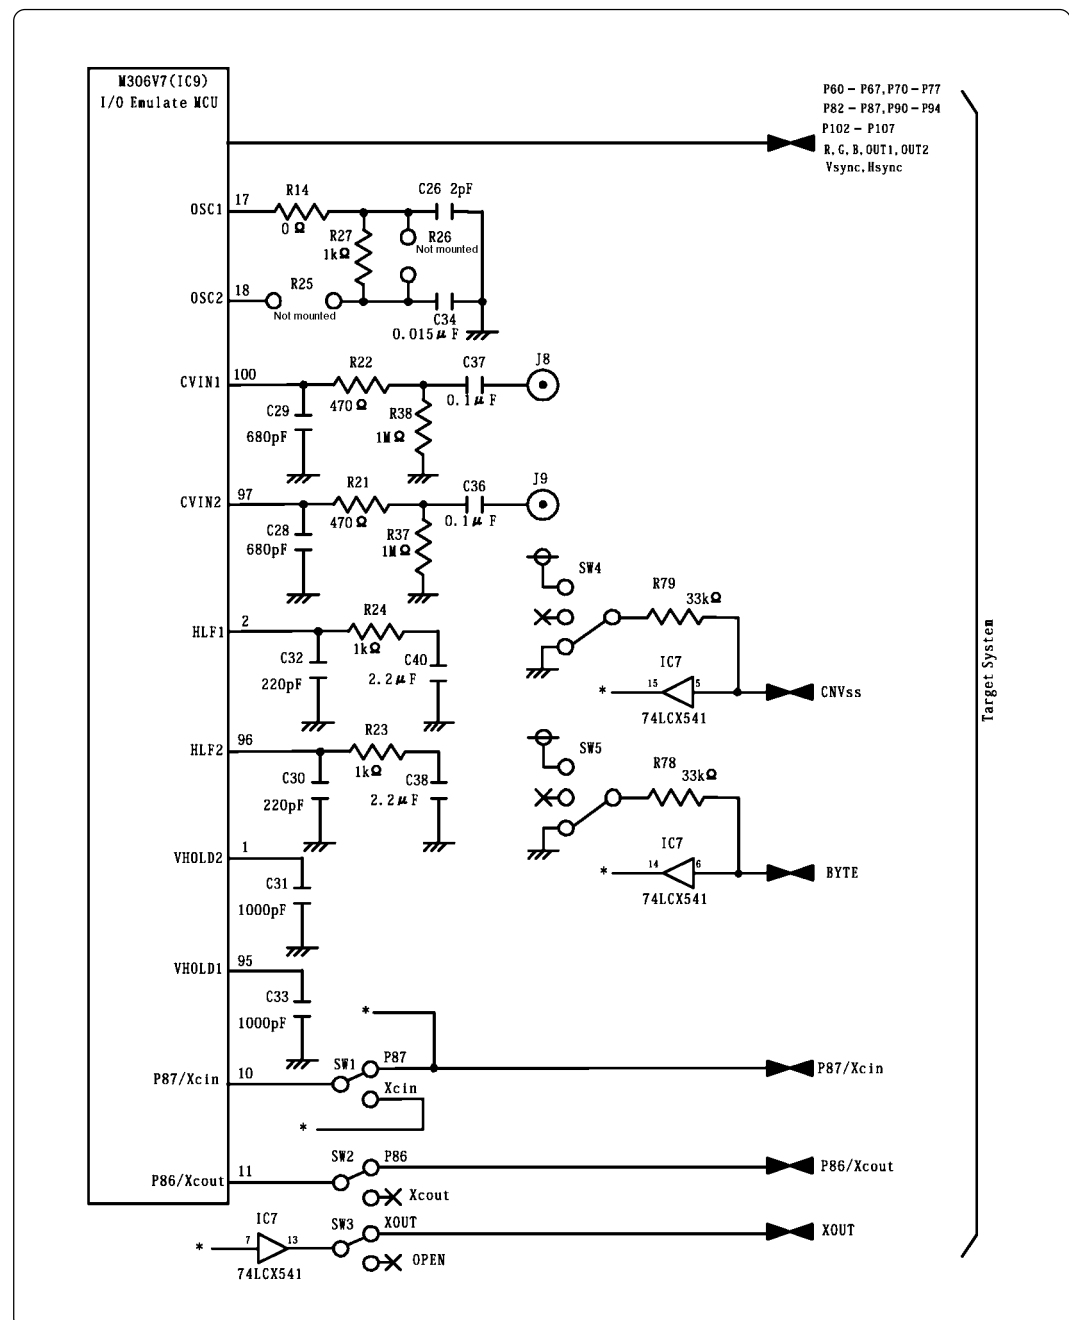 M306V7(IC9)
I/O Emulate MCU
P60 - P67, P70 - P77
P82 - P87, P90 - P94
P102 - P107
R, G, B, OUT1, OUT2
Vsync, Hsync
OSC1
17
R14
0Ω
C26 2pF
R27
1kΩ
R26
Not mounted
OSC2
18
R25
Not mounted
C34
0.015μF
CVIN1
100
R22
470Ω
C37
0.1μF
J8
C29
680pF
R38
1MΩ
CVIN2
97
R21
470Ω
C36
0.1μF
J9
C28
680pF
R37
1MΩ
SW4
R79
33kΩ
HLF1
2
R24
1kΩ
C32
220pF
C40
2.2μF
IC7
*
15
5
74LCX541
CNVss
Target System
HLF2
96
R23
1kΩ
C30
220pF
C38
2.2μF
SW5
R78
33kΩ
IC7
*
14
6
74LCX541
BYTE
VHOLD2
1
C31
1000pF
VHOLD1
95
C33
1000pF
*
P87/Xcin
10
SW1
P87
Xcin
*
P87/Xcin
P86/Xcout
11
SW2
P86
Xcout
P86/Xcout
*
IC7
7
13
74LCX541
SW3
XOUT
OPEN
XOUT